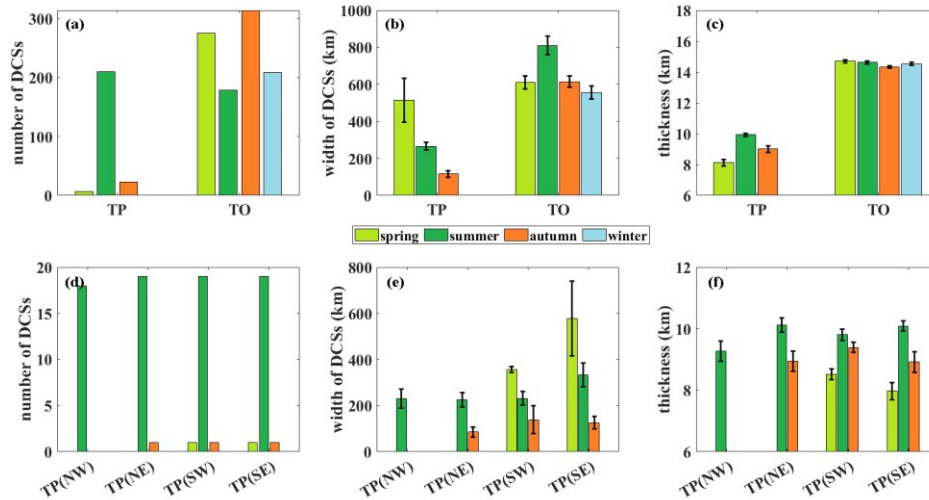 (a)
number of DCSs
300
200
100
0
TP
TO
(b)
width of DCSs (km)
1000
800
600
400
200
0
TP
TO
(c)
thickness (km)
18
16
14
12
10
8
6
TP
TO
spring summer autumn winter
(d)
number of DCSs
20
15
10
5
0
TP(NW)
TP(NE)
TP(SW)
TP(SE)
(e)
width of DCSs (km)
800
600
400
200
0
TP(NW)
TP(NE)
TP(SW)
TP(SE)
(f)
thickness (km)
12
10
8
6
TP(NW)
TP(NE)
TP(SW)
TP(SE)